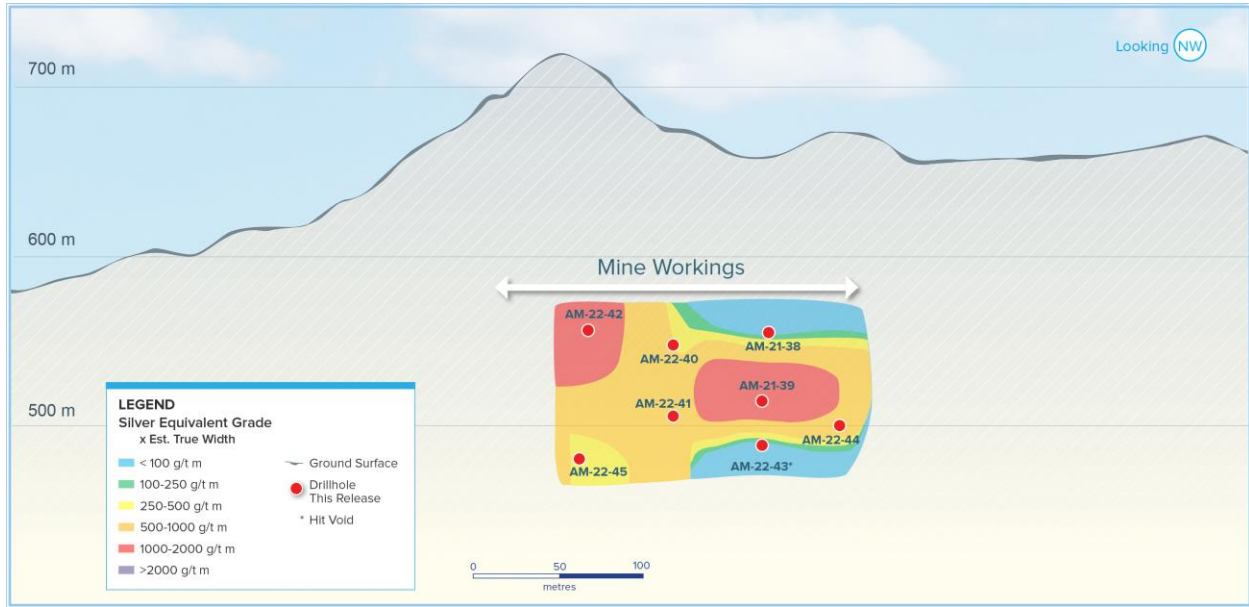 Looking NW
700 m
600 m
Mine Workings
AM-22-42
AM-21-38
AM-22-40
AM-21-39
500 m
AM-22-41
AM-22-44
AM-22-43*
AM-22-45
LEGEND
Silver Equivalent Grade
x Est. True Width
< 100 g/t m
100-250 g/t m
250-500 g/t m
500-1000 g/t m
1000-2000 g/t m
>2000 g/t m
Ground Surface
Drillhole
This Release
* Hit Void
0 50 100
metres